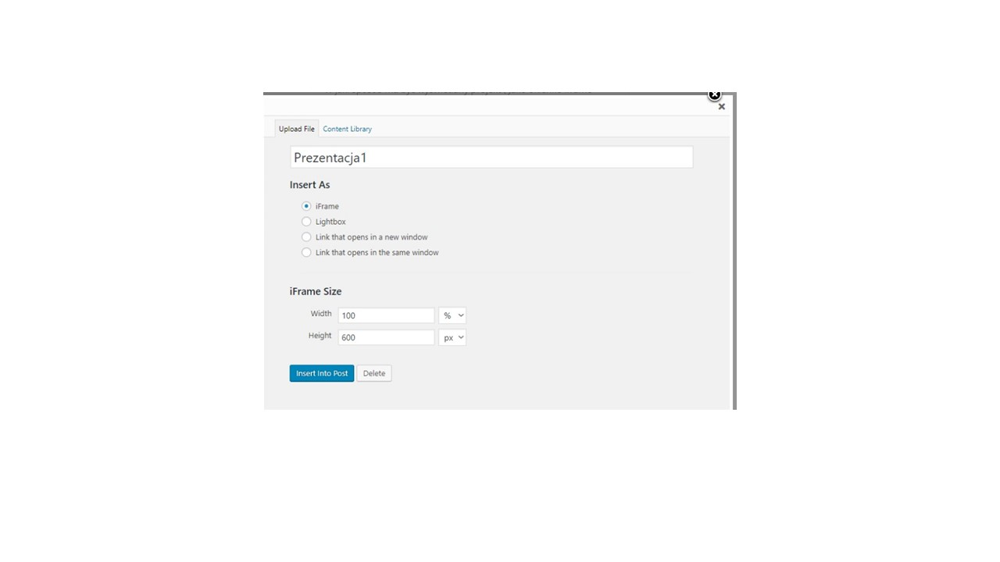 Upload File Content Library
Prezentacja1
Insert As
iFrame
Lightbox
Link that opens in a new window
Link that opens in the same window
iFrame Size
Width 100 %
Height 600 px
Insert Into Post Delete